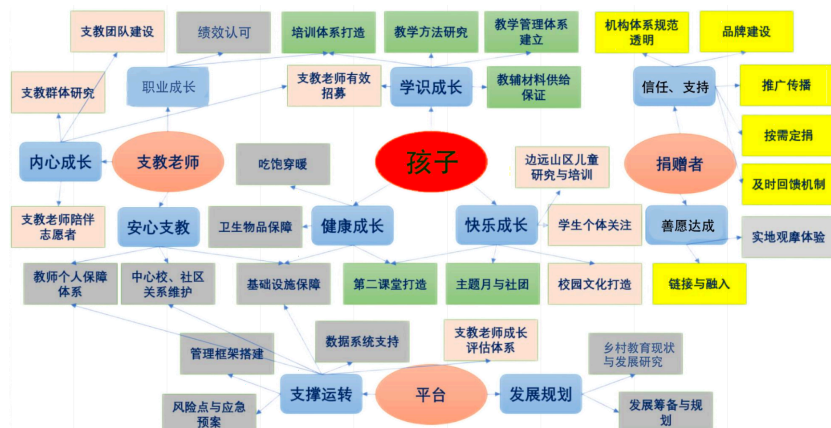 支教团队建设
绩效认可
培训体系打造
教学方法研究
教学管理体系
建立
机构体系规范
透明
品牌建设
支教群体研究
职业成长
支教老师有效
招募
学识成长
教辅材料供给
保证
信任、支持
推广传播
内心成长
支教老师
吃饱穿暖
孩子
边远山区儿童
研究与培训
捐赠者
按需定捐
及时回馈机制
支教老师陪伴
志愿者
安心支教
卫生物品保障
健康成长
快乐成长
学生个体关注
善愿达成
实地观摩体验
教师个人保障
体系
中心校、社区
关系维护
基础设施保障
第二课堂打造
主题月与社团
校园文化打造
链接与融入
管理框架搭建
数据系统支持
支教老师成长
评估体系
乡村教育现状
与发展研究
风险点与应急
预案
支撑运转
平台
发展规划
发展筹备与规
划